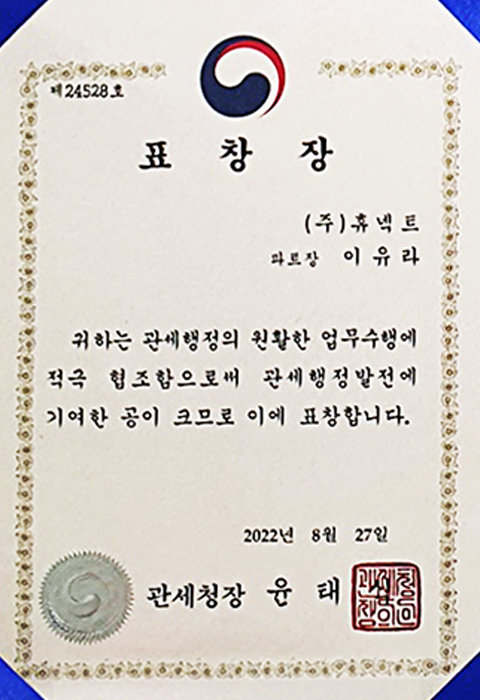 제24528호
표 창 장
(주)휴넥트
파트장 이 유 라
귀하는 관세행정의 원활한 업무수행에
적극 협조함으로써 관세행정발전에
기여한 공이 크므로 이에 표창합니다.
2022년 8월 27일
관세청장 윤 태